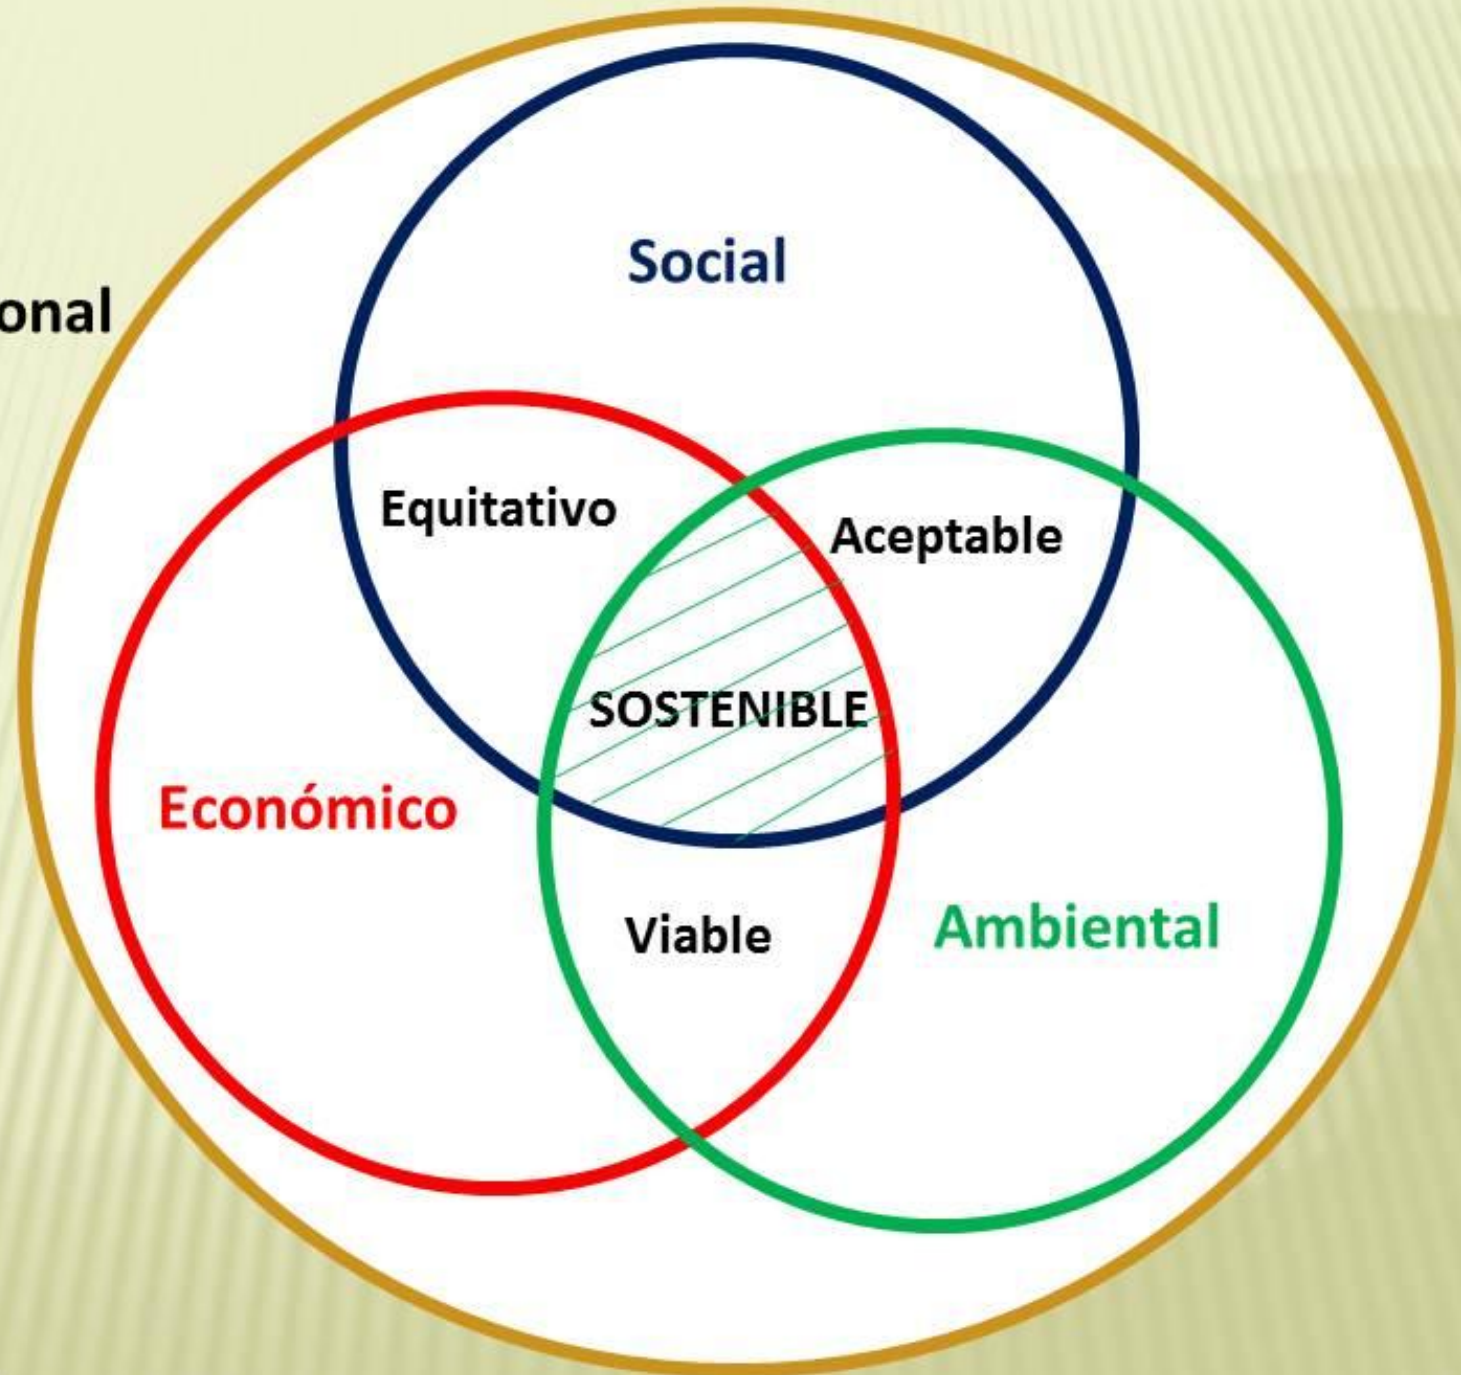 Social
onal
Equitativo
Aceptable
SOSTENIBLE
Económico
Viable
Ambiental